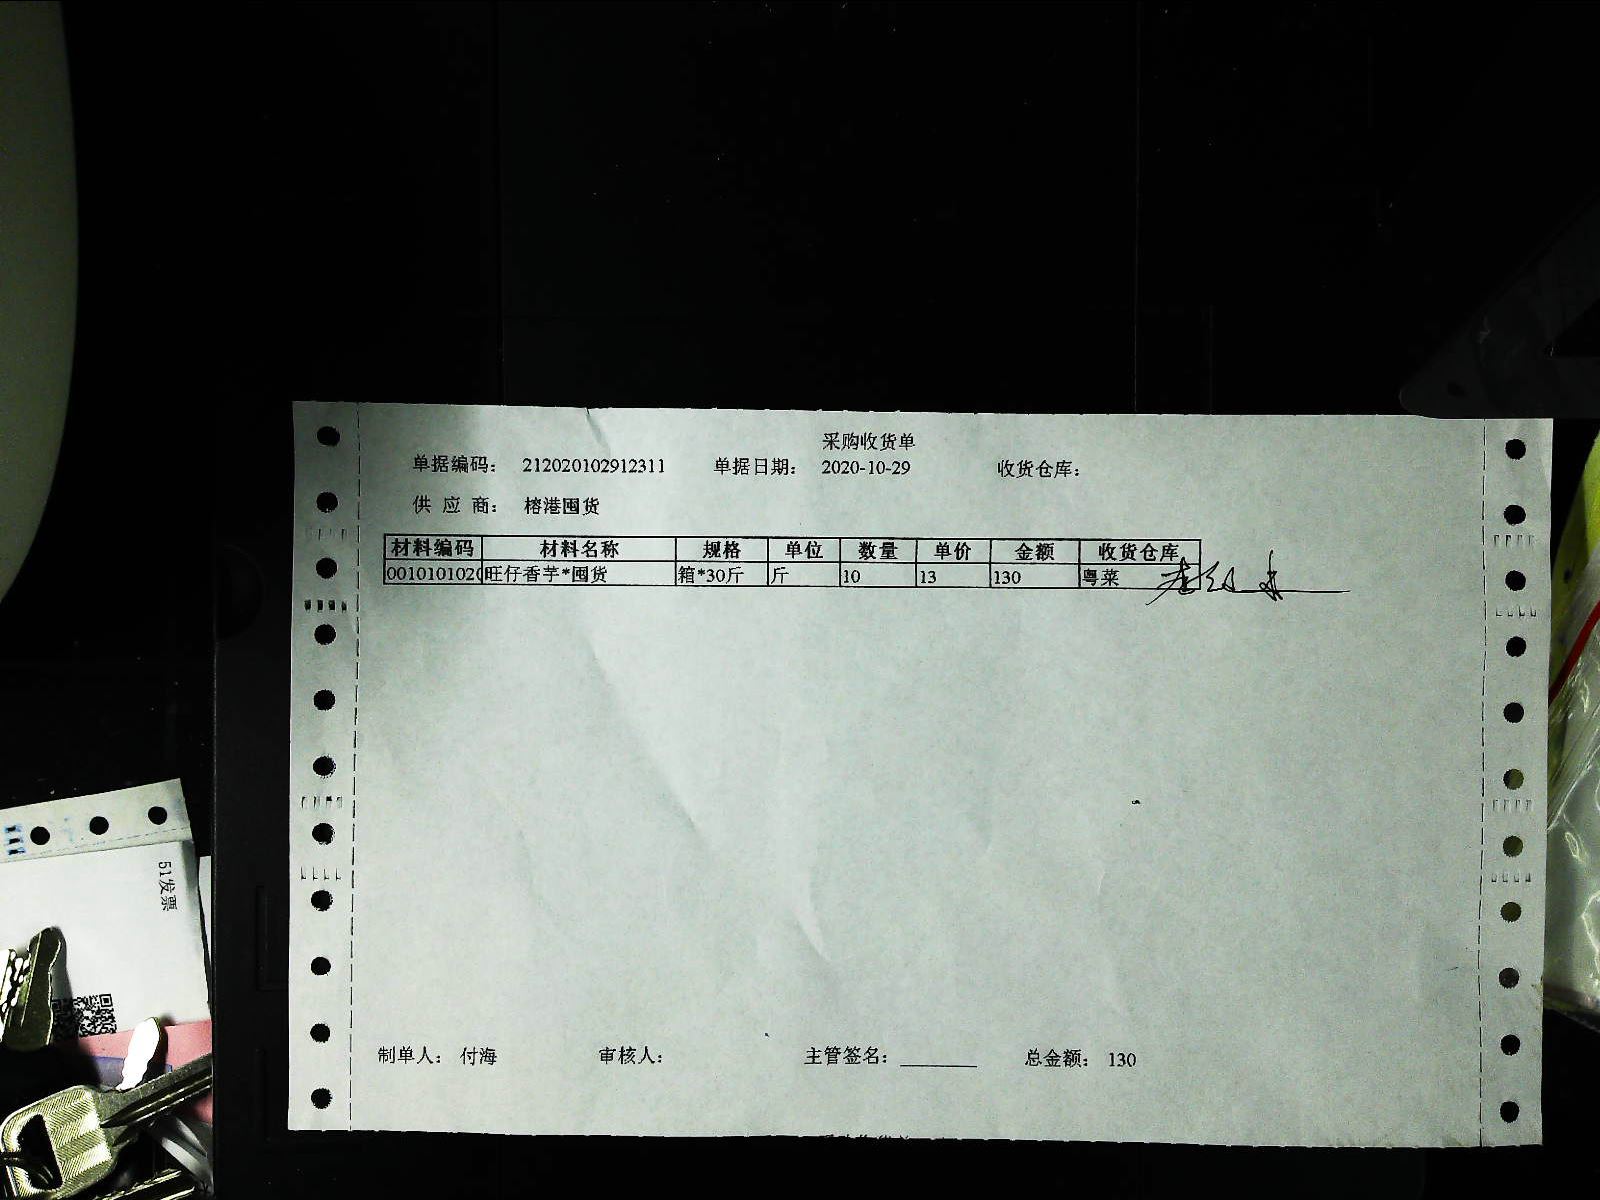 采购收货单
单据编码： 212020102912311 单据日期： 2020-10-29 收货仓库：
供 应 商： 榕港囤货
材料编码 材料名称 规格 单位 数量 单价 金额 收货仓库
0010101020 旺仔香芋*囤货 箱*30斤 斤 10 13 130 粤菜
制单人： 付海 审核人： 主管签名： 总金额： 130
51发票